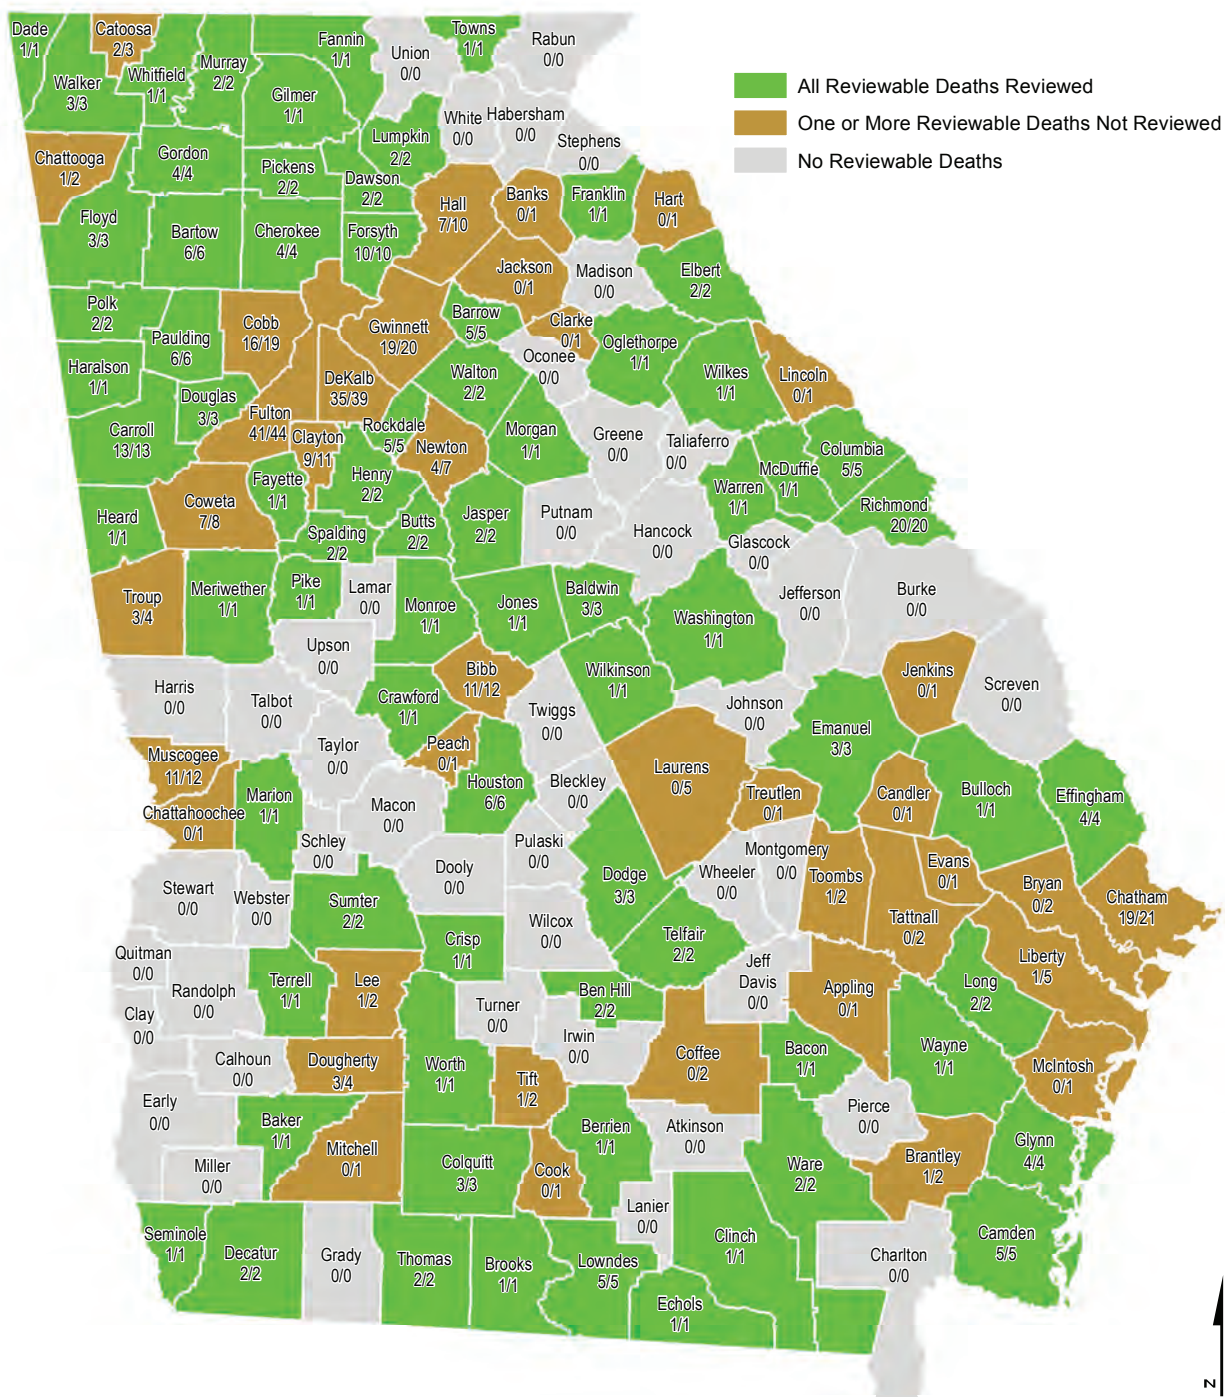 Dade
1/1
Catoosa
2/3
Walker
3/3
Whitfield
1/1
Murray
2/2
Fannin
1/1
Gilmer
1/1
Union
0/0
Towns
1/1
Rabun
0/0
All Reviewable Deaths Reviewed
One or More Reviewable Deaths Not Reviewed
No Reviewable Deaths
White
0/0
Habersham
0/0
Stephens
0/0
Lumpkin
2/2
Chattooga
1/2
Gordon
4/4
Pickens
2/2
Dawson
2/2
Hall
7/10
Banks
0/1
Franklin
1/1
Hart
0/1
Floyd
3/3
Bartow
6/6
Cherokee
4/4
Forsyth
10/10
Jackson
0/1
Madison
0/0
Elbert
2/2
Polk
2/2
Paulding
6/6
Cobb
16/19
Gwinnett
19/20
Barrow
5/5
Clarke
0/1
Oconee
0/0
Oglethorpe
1/1
Wilkes
1/1
Lincoln
0/1
Haralson
1/1
Douglas
3/3
DeKalb
35/39
Walton
2/2
Fulton
41/44
Carroll
13/13
Clayton
9/11
Rockdale
5/5
Newton
4/7
Morgan
1/1
Greene
0/0
Taliaferro
0/0
Columbia
5/5
McDuffie
1/1
Warren
1/1
Richmond
20/20
Coweta
7/8
Fayette
1/1
Henry
2/2
Heard
1/1
Spalding
2/2
Butts
2/2
Jasper
2/2
Putnam
0/0
Hancock
0/0
Glascock
0/0
Jefferson
0/0
Burke
0/0
Troup
3/4
Meriwether
1/1
Pike
1/1
Lamar
0/0
Monroe
1/1
Jones
1/1
Baldwin
3/3
Washington
1/1
Upson
0/0
Harris
0/0
Talbot
0/0
Crawford
1/1
Bibb
11/12
Wilkinson
1/1
Twiggs
0/0
Johnson
0/0
Jenkins
0/1
Screven
0/0
Emanuel
3/3
Muscogee
11/12
Taylor
0/0
Peach
0/1
Houston
6/6
Bleckley
0/0
Laurens
0/5
Treutlen
0/1
Candler
0/1
Bulloch
1/1
Effingham
4/4
Chattahoochee
0/1
Marion
1/1
Macon
0/0
Schley
0/0
Pulaski
0/0
Dooly
0/0
Dodge
3/3
Wheeler
0/0
Montgomery
0/0
Toombs
1/2
Evans
0/1
Tattnall
0/2
Bryan
0/2
Chatham
19/21
Stewart
0/0
Webster
0/0
Sumter
2/2
Wilcox
0/0
Telfair
2/2
Crisp
1/1
Liberty
1/5
Quitman
0/0
Randolph
0/0
Terrell
1/1
Lee
1/2
Ben Hill
2/2
Jeff
Davis
0/0
Appling
0/1
Long
2/2
Clay
0/0
Turner
0/0
Irwin
0/0
Coffee
0/2
Bacon
1/1
Wayne
1/1
McIntosh
0/1
Calhoun
0/0
Dougherty
3/4
Worth
1/1
Tift
1/2
Early
0/0
Baker
1/1
Mitchell
0/1
Berrien
1/1
Atkinson
0/0
Pierce
0/0
Brantley
1/2
Glynn
4/4
Miller
0/0
Colquitt
3/3
Cook
0/1
Ware
2/2
Lanier
0/0
Clinch
1/1
Camden
5/5
Charlton
0/0
Seminole
1/1
Decatur
2/2
Grady
0/0
Thomas
2/2
Brooks
1/1
Lowndes
5/5
Echols
1/1
N